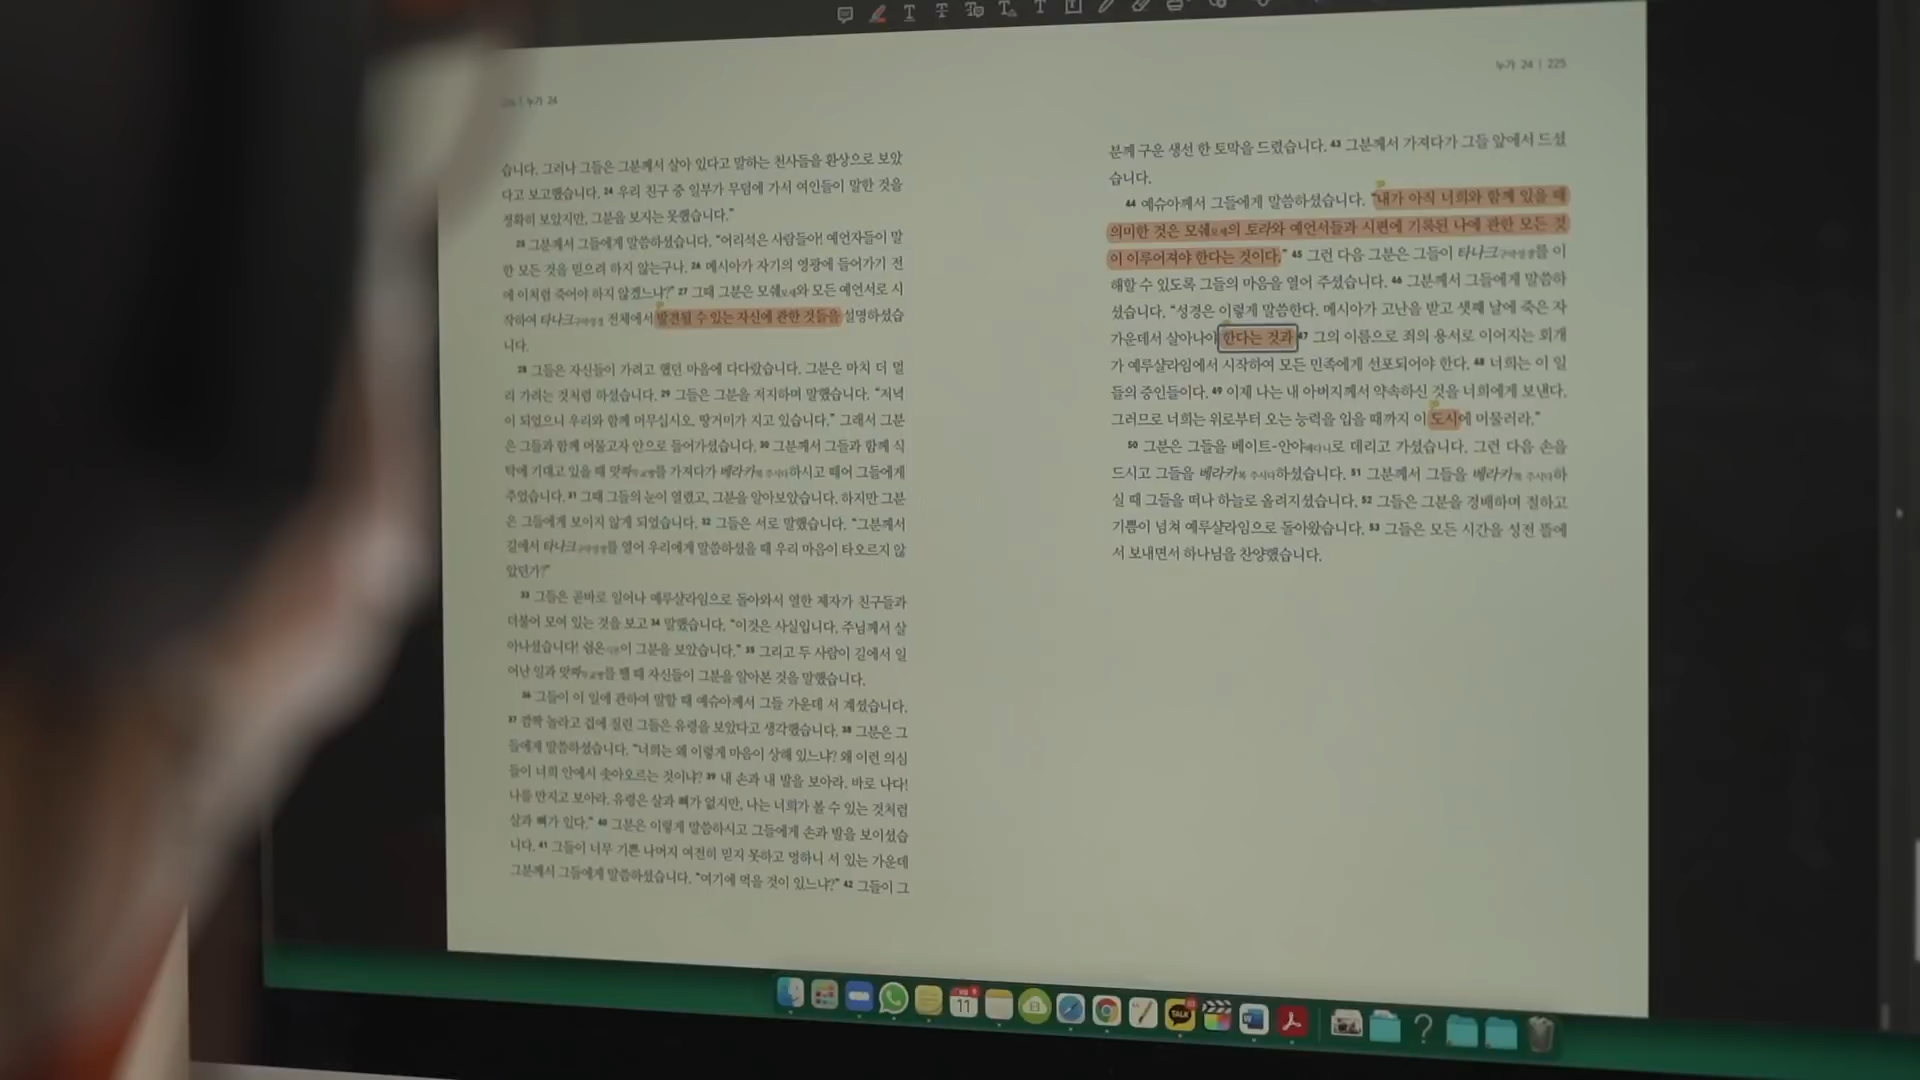 누가 24
습니다. 그러나 그들은 그분께서 살아 있다고 말하는 천사들을 환상으로 보았
다고 보고했습니다. 24 우리 친구 중 일부가 무덤에 가서 여인들이 말한 것을
정확히 보았지만, 그분을 보지는 못했습니다."
25 그분께서 그들에게 말씀하셨습니다. "어리석은 사람들아! 예언자들이 말
한 모든 것을 믿으려 하지 않는구나. 26 메시아가 자기의 영광에 들어가기 전
에 이처럼 죽어야 하지 않겠느냐?" 27 그때 그분은 모쉐모세와 모든 예언서로 시
작하여 타나크구약성경 전체에서 발견될 수 있는 자신에 관한 것들을 설명하셨습
니다.
28 그들은 자신들이 가려고 했던 마을에 다다랐습니다. 그분은 마치 더 멀
리 가려는 것처럼 하셨습니다. 29 그들은 그분을 저지하며 말했습니다. "저녁
이 되었으니 우리와 함께 머무십시오. 땅거미가 지고 있습니다." 그래서 그분
은 그들과 함께 머물고자 안으로 들어가셨습니다. 30 그분께서 그들과 함께 식
탁에 기대고 있을 때 맛짜무교병를 가져다가 베라카복 주시다하시고 떼어 그들에게
주었습니다. 31 그때 그들의 눈이 열렸고, 그분을 알아보았습니다. 하지만 그분
은 그들에게 보이지 않게 되었습니다. 32 그들은 서로 말했습니다. "그분께서
길에서 타나크구약성경를 열어 우리에게 말씀하셨을 때 우리 마음이 타오르지 않
았던가?"
33 그들은 곧바로 일어나 예루샬라임으로 돌아와서 열한 제자가 친구들과
더불어 모여 있는 것을 보고 34 말했습니다. "이것은 사실입니다. 주님께서 살
아나셨습니다! 쉼온시몬이 그분을 보았습니다." 35 그리고 두 사람이 길에서 일
어난 일과 맛짜무교병를 뗄 때 자신들이 그분을 알아본 것을 말했습니다.
36 그들이 이 일에 관하여 말할 때 예슈아께서 그들 가운데 서 계셨습니다.
37 깜짝 놀라고 겁에 질린 그들은 유령을 보았다고 생각했습니다. 38 그분은 그
들에게 말씀하셨습니다. "너희는 왜 이렇게 마음이 상해 있느냐? 왜 이런 의심
들이 너희 안에서 솟아오르는 것이냐? 39 내 손과 내 발을 보아라. 바로 나다!
나를 만지고 보아라. 유령은 살과 뼈가 없지만, 나는 너희가 볼 수 있는 것처럼
살과 뼈가 있다." 40 그분은 이렇게 말씀하시고 그들에게 손과 발을 보이셨습
니다. 41 그들이 너무 기쁜 나머지 여전히 믿지 못하고 멍하니 서 있는 가운데
그분께서 그들에게 말씀하셨습니다. "여기에 먹을 것이 있느냐?" 42 그들이 그
누가 24 | 225
분께 구운 생선 한 토막을 드렸습니다. 43 그분께서 가져다가 그들 앞에서 드셨
습니다.
44 예슈아께서 그들에게 말씀하셨습니다. "내가 아직 너희와 함께 있을 때
의미한 것은 모쉐모세의 토라와 예언서들과 시편에 기록된 나에 관한 모든 것
이 이루어져야 한다는 것이다." 45 그런 다음 그분은 그들이 타나크구약성경를 이
해할 수 있도록 그들의 마음을 열어 주셨습니다. 46 그분께서 그들에게 말씀하
셨습니다. "성경은 이렇게 말씀한다. 메시아가 고난을 받고 셋째 날에 죽은 자
가운데서 살아나야 한다는 것과 47 그의 이름으로 죄의 용서로 이어지는 회개
가 예루샬라임에서 시작하여 모든 민족에게 선포되어야 한다. 48 너희는 이 일
들의 증인들이다. 49 이제 나는 내 아버지께서 약속하신 것을 너희에게 보낸다.
그러므로 너희는 위로부터 오는 능력을 입을 때까지 이 도시에 머물러라."
50 그분은 그들을 베이트-안야베다니로 데리고 가셨습니다. 그런 다음 손을
드시고 그들을 베라카복 주시다하셨습니다. 51 그분께서 그들을 베라카복 주시다하
실 때 그들을 떠나 하늘로 올려지셨습니다. 52 그들은 그분을 경배하며 절하고
기쁨이 넘쳐 예루샬라임으로 돌아왔습니다. 53 그들은 모든 시간을 성전 뜰에
서 보내면서 하나님을 찬양했습니다.
11
TALK